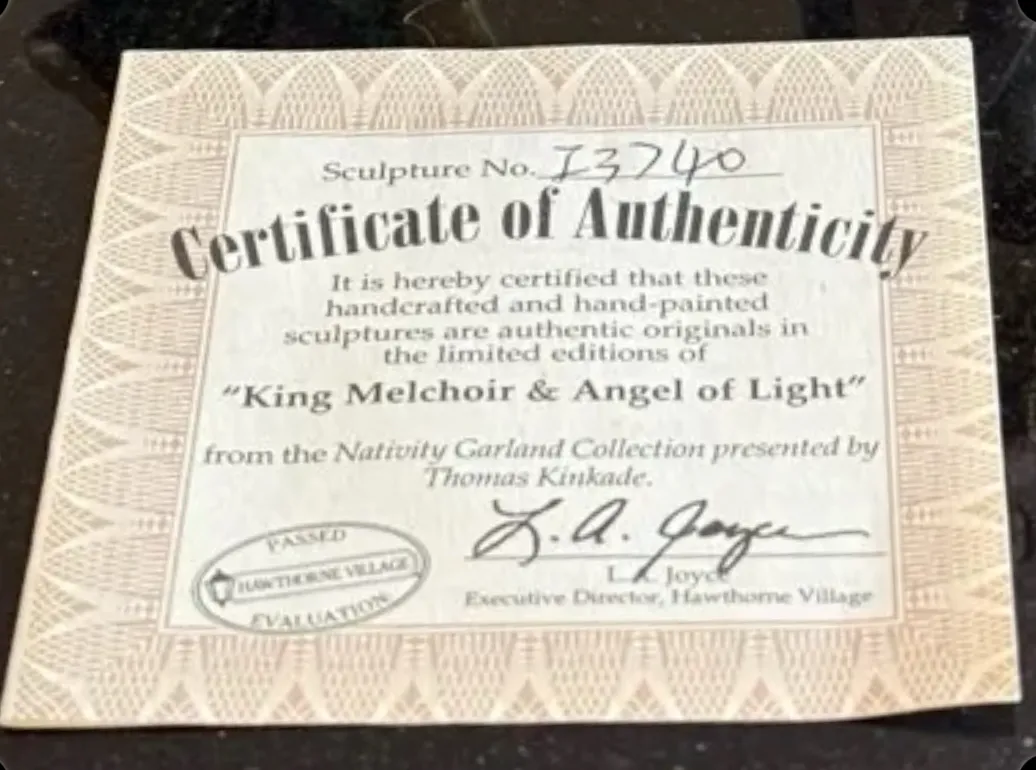 Sculpture No. I3740
Certificate of Authenticity
It is hereby certified that these
handcrafted and hand-painted
sculptures are authentic originals in
the limited editions of
“King Melchoir & Angel of Light”
from the Nativity Garland Collection presented by
Thomas Kinkade.
L. A. Joyce
L. A. Joyce
Executive Director, Hawthorne Village
PASSED
HAWTHORNE VILLAGE
EVALUATION